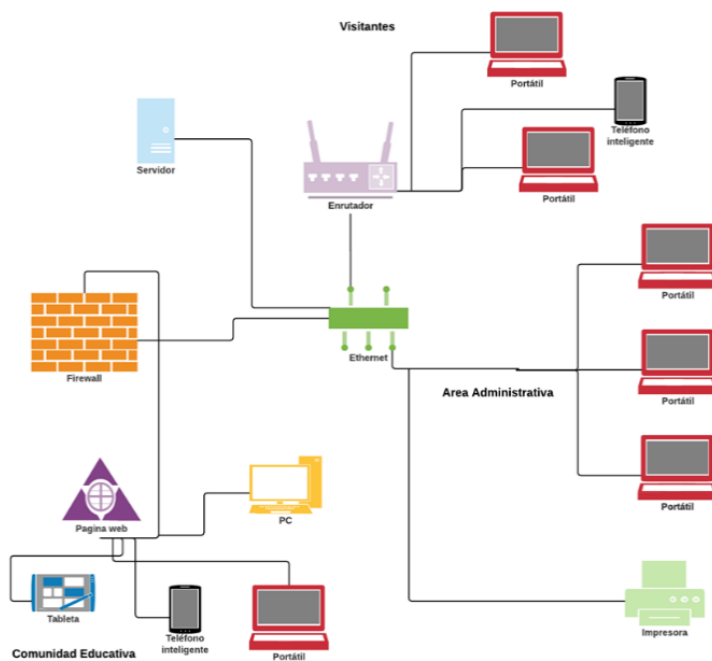 Visitantes
Portátil
Teléfono
inteligente
Servidor
Portátil
Enrutador
Portátil
Firewall
Ethernet
Area Administrativa
Portátil
Portátil
Pagina web
PC
Tableta
Teléfono
inteligente
Portátil
Impresora
Comunidad Educativa